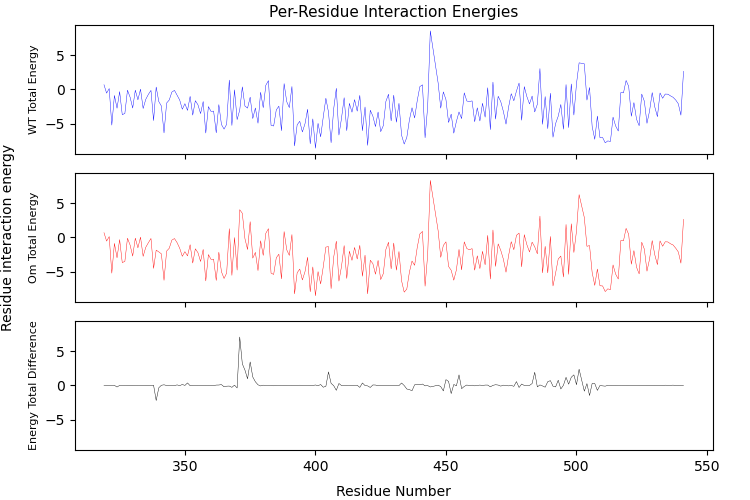 Per-Residue Interaction Energies
Residue interaction energy
WT Total Energy
5
0
−5
Om Total Energy
5
0
−5
Energy Total Difference
5
0
−5
350
400
450
500
550
Residue Number